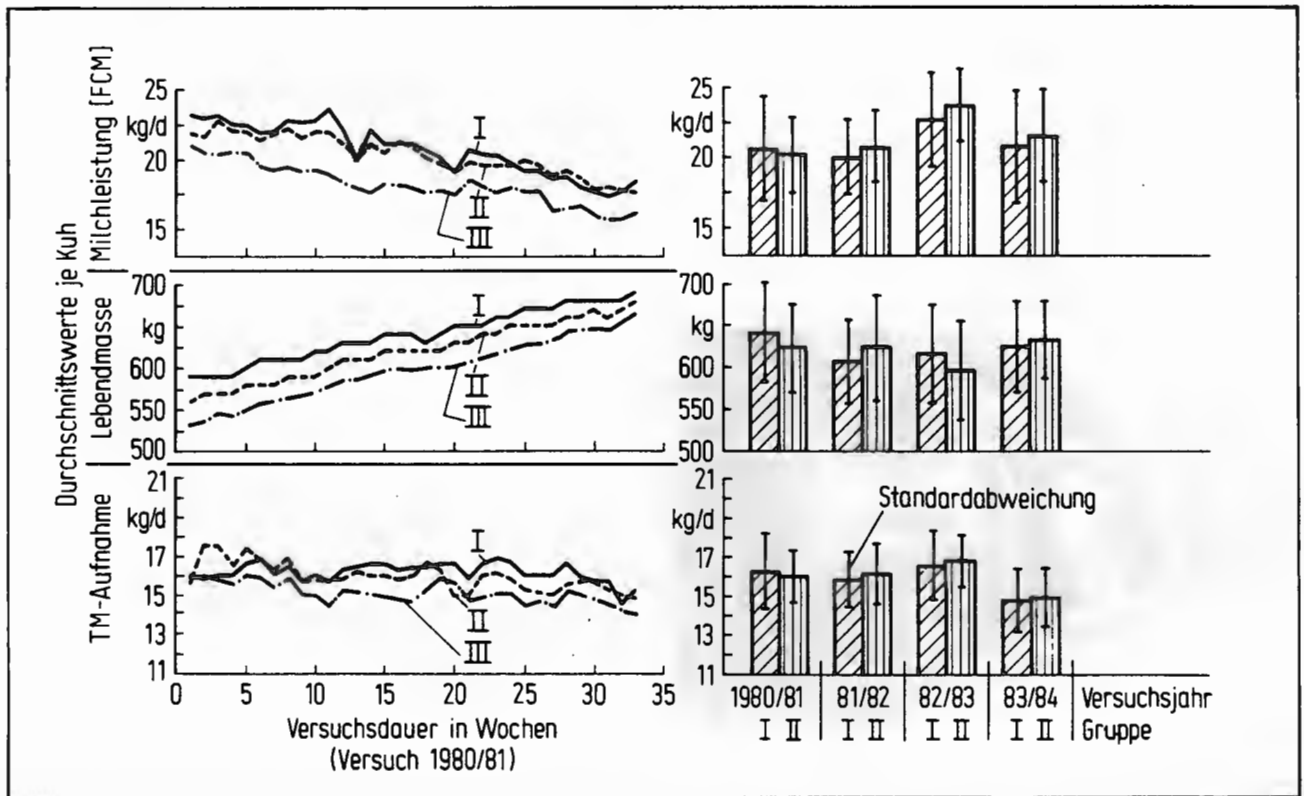 Durchschnittswerte je Kuh
Milchleistung [FCM]
25
kg/d
20
15
I
II
III
Lebendmasse
700
kg
600
550
500
I
II
III
TM-Aufnahme
21
kg/d
17
15
13
11
I
II
III
0 5 10 15 20 25 30 35
Versuchsdauer in Wochen
(Versuch 1980/81)
25
kg/d
20
15
700
kg
600
550
500
21
kg/d
17
15
13
11
Standardabweichung
1980/81 81/82 82/83 83/84 Versuchsjahr
I II I II I II I II Gruppe